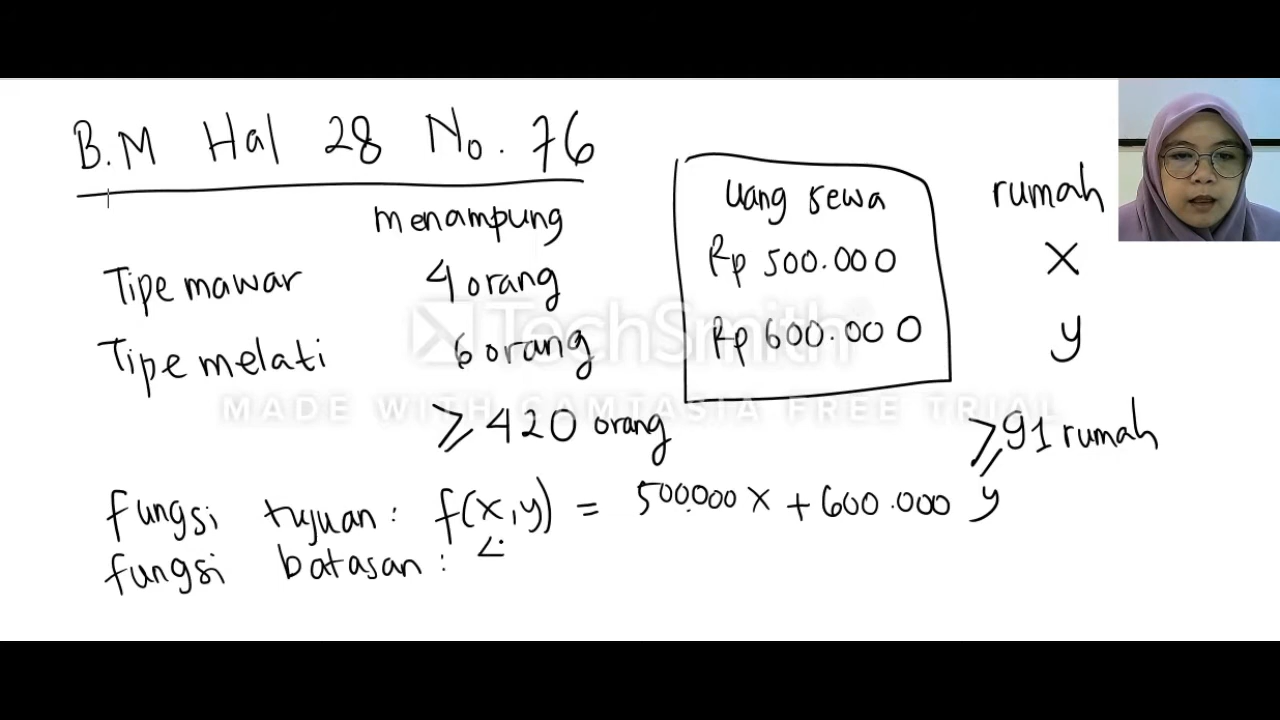 B.M Hal 28 No. 76
menampung uang sewa rumah
Tipe mawar 4 orang Rp 500.000 x
Tipe melati 6 orang Rp 600.000 y
≥ 420 orang ≥ 91 rumah
fungsi tujuan : f(x,y) = 500.000 x + 600.000 y
fungsi batasan :
TechSmith
MADE WITH CAMTASIA FREE TRIAL